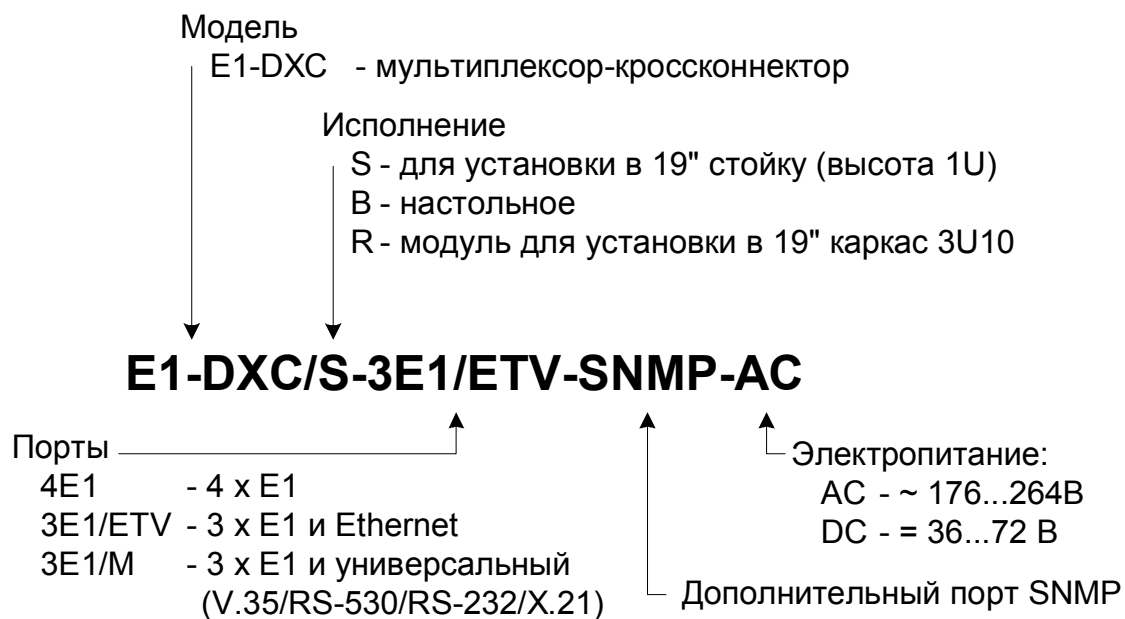 Модель
E1-DXC - мультиплексор-кроссконнектор
Исполнение
S - для установки в 19" стойку (высота 1U)
B - настольное
R - модуль для установки в 19" каркас 3U10
E1-DXC/S-3E1/ETV-SNMP-AC
Порты
4E1 - 4 x E1
3E1/ETV - 3 x E1 и Ethernet
3E1/M - 3 x E1 и универсальный
(V.35/RS-530/RS-232/X.21)
Электропитание:
AC - ~ 176...264В
DC - = 36...72 В
Дополнительный порт SNMP